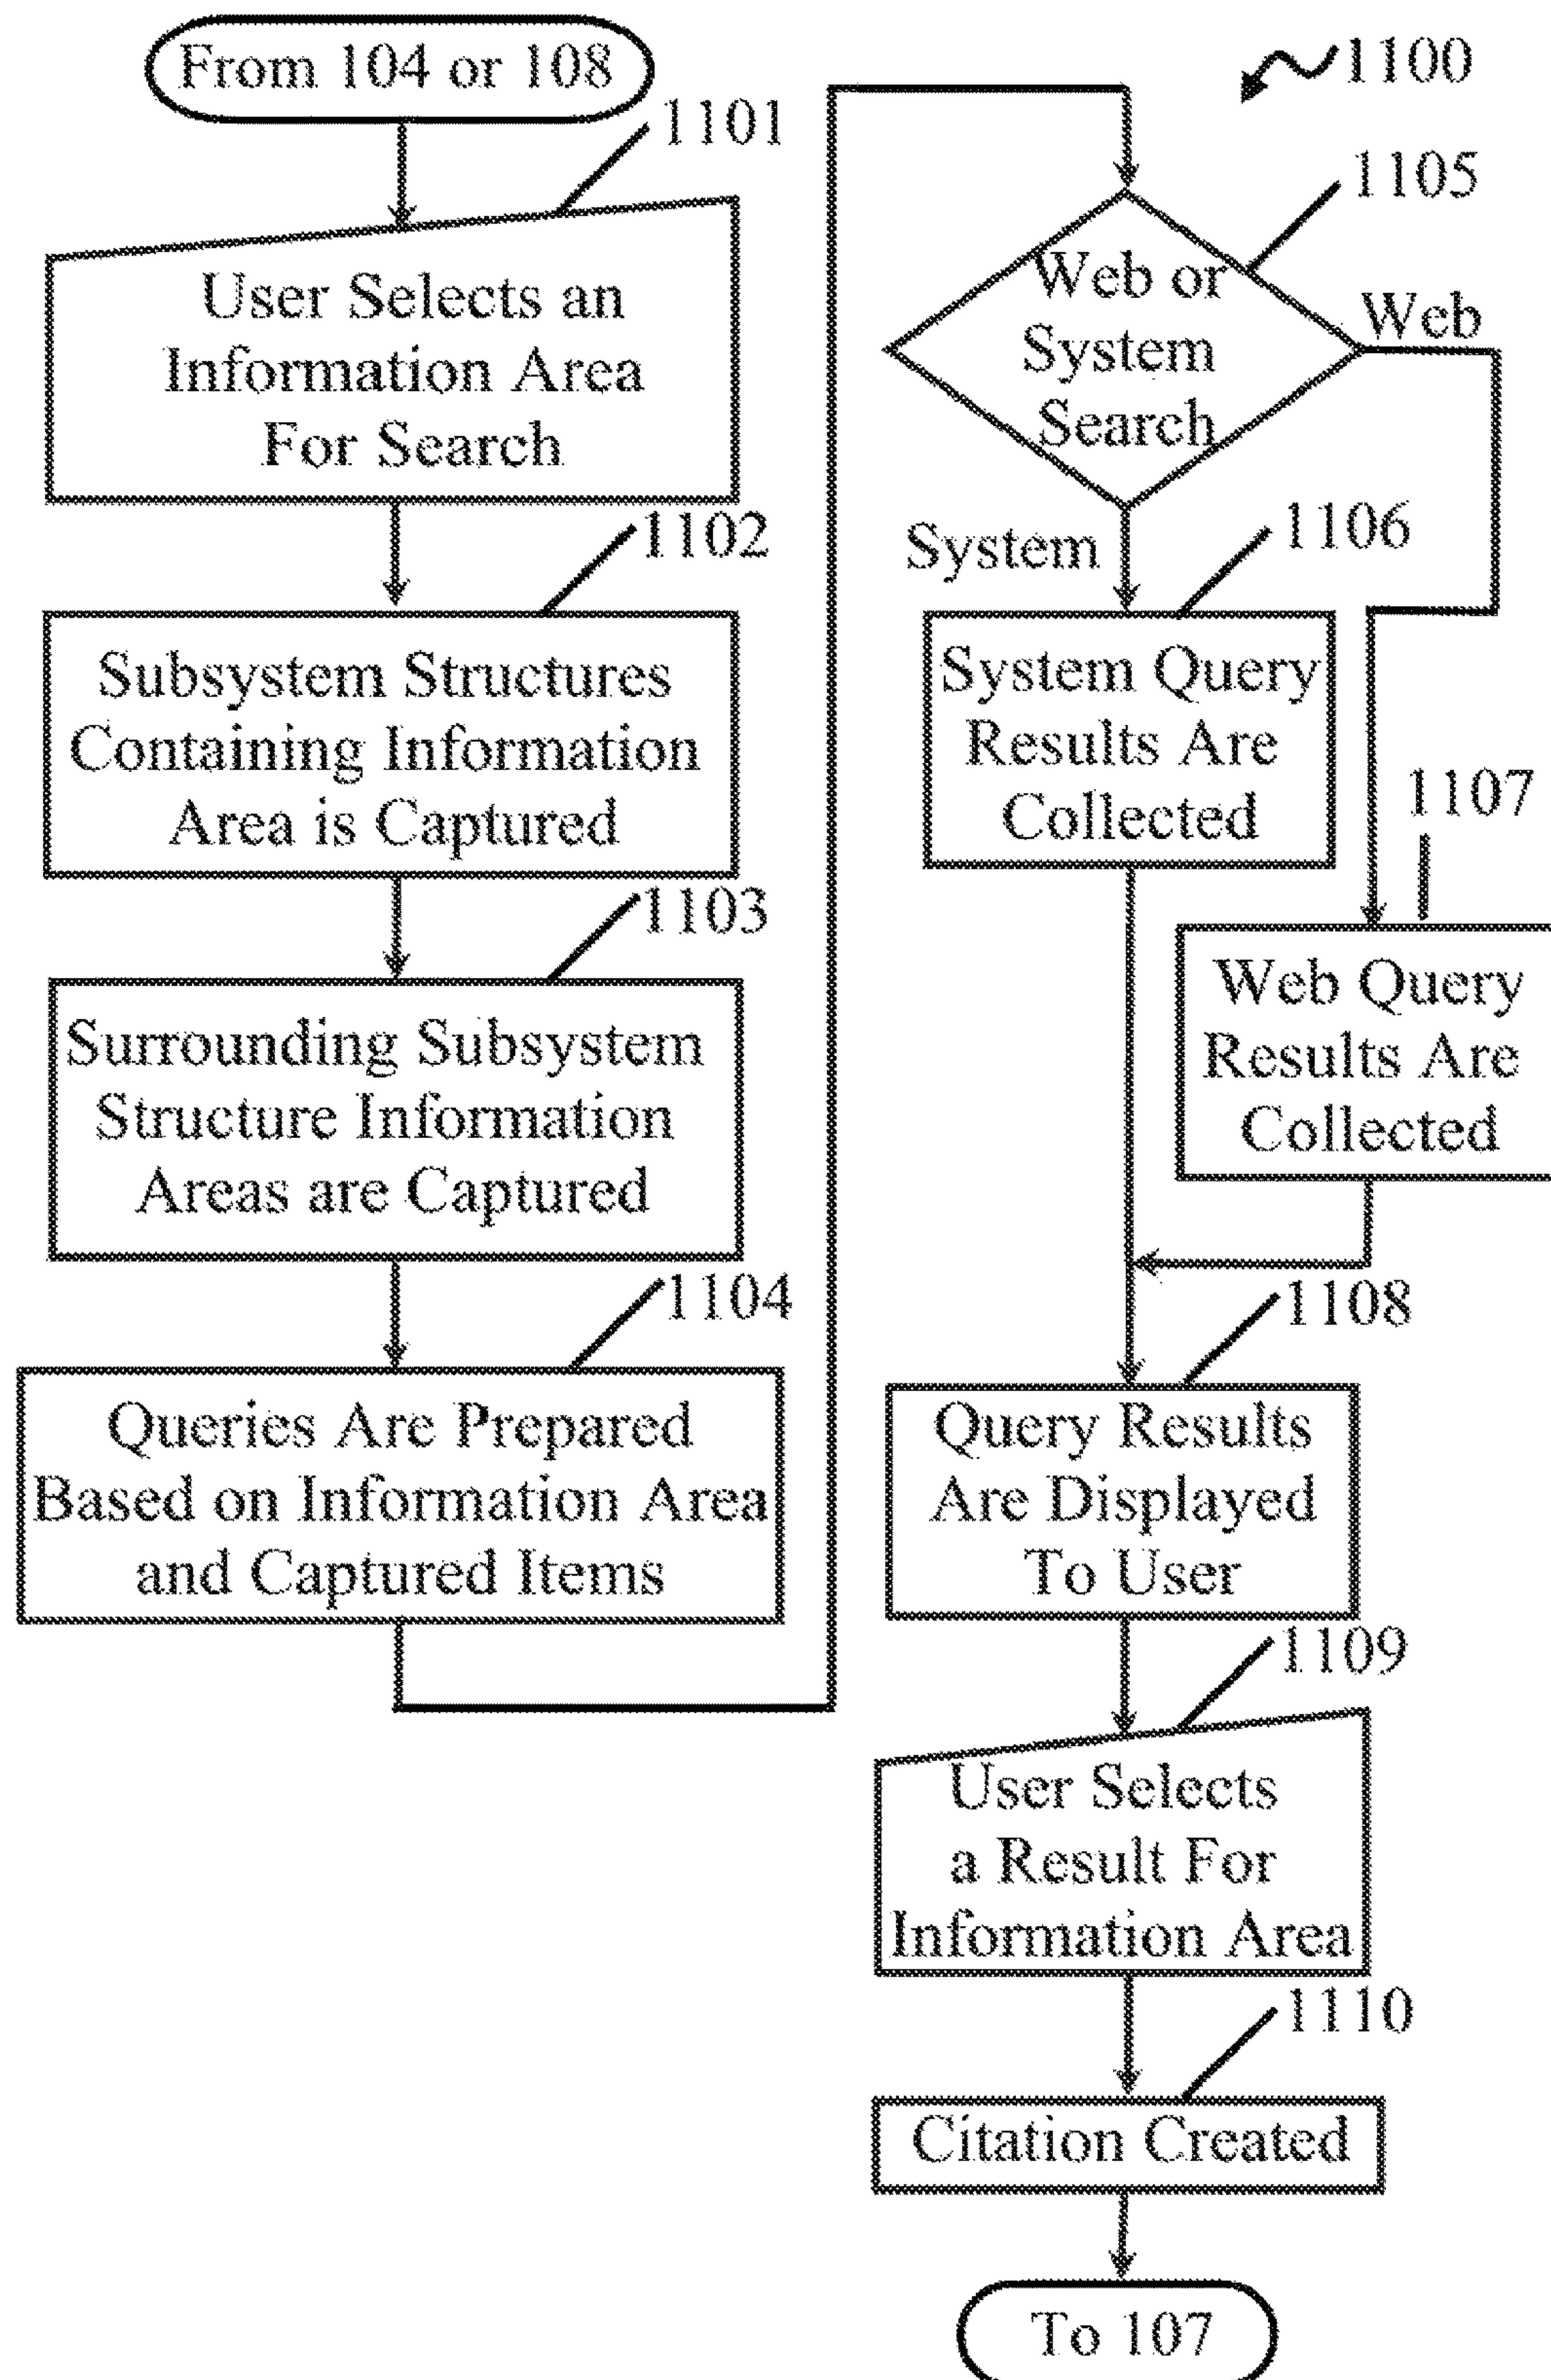 From 104 or 108
1101
User Selects an
Information Area
For Search
1102
Subsystem Structures
Containing Information
Area is Captured
1103
Surrounding Subsystem
Structure Information
Areas are Captured
1104
Queries Are Prepared
Based on Information Area
and Captured Items
1100
1105
Web or
System
Search
Web
System
1106
System Query
Results Are
Collected
1107
Web Query
Results Are
Collected
1108
Query Results
Are Displayed
To User
1109
User Selects
a Result For
Information Area
1110
Citation Created
To 107